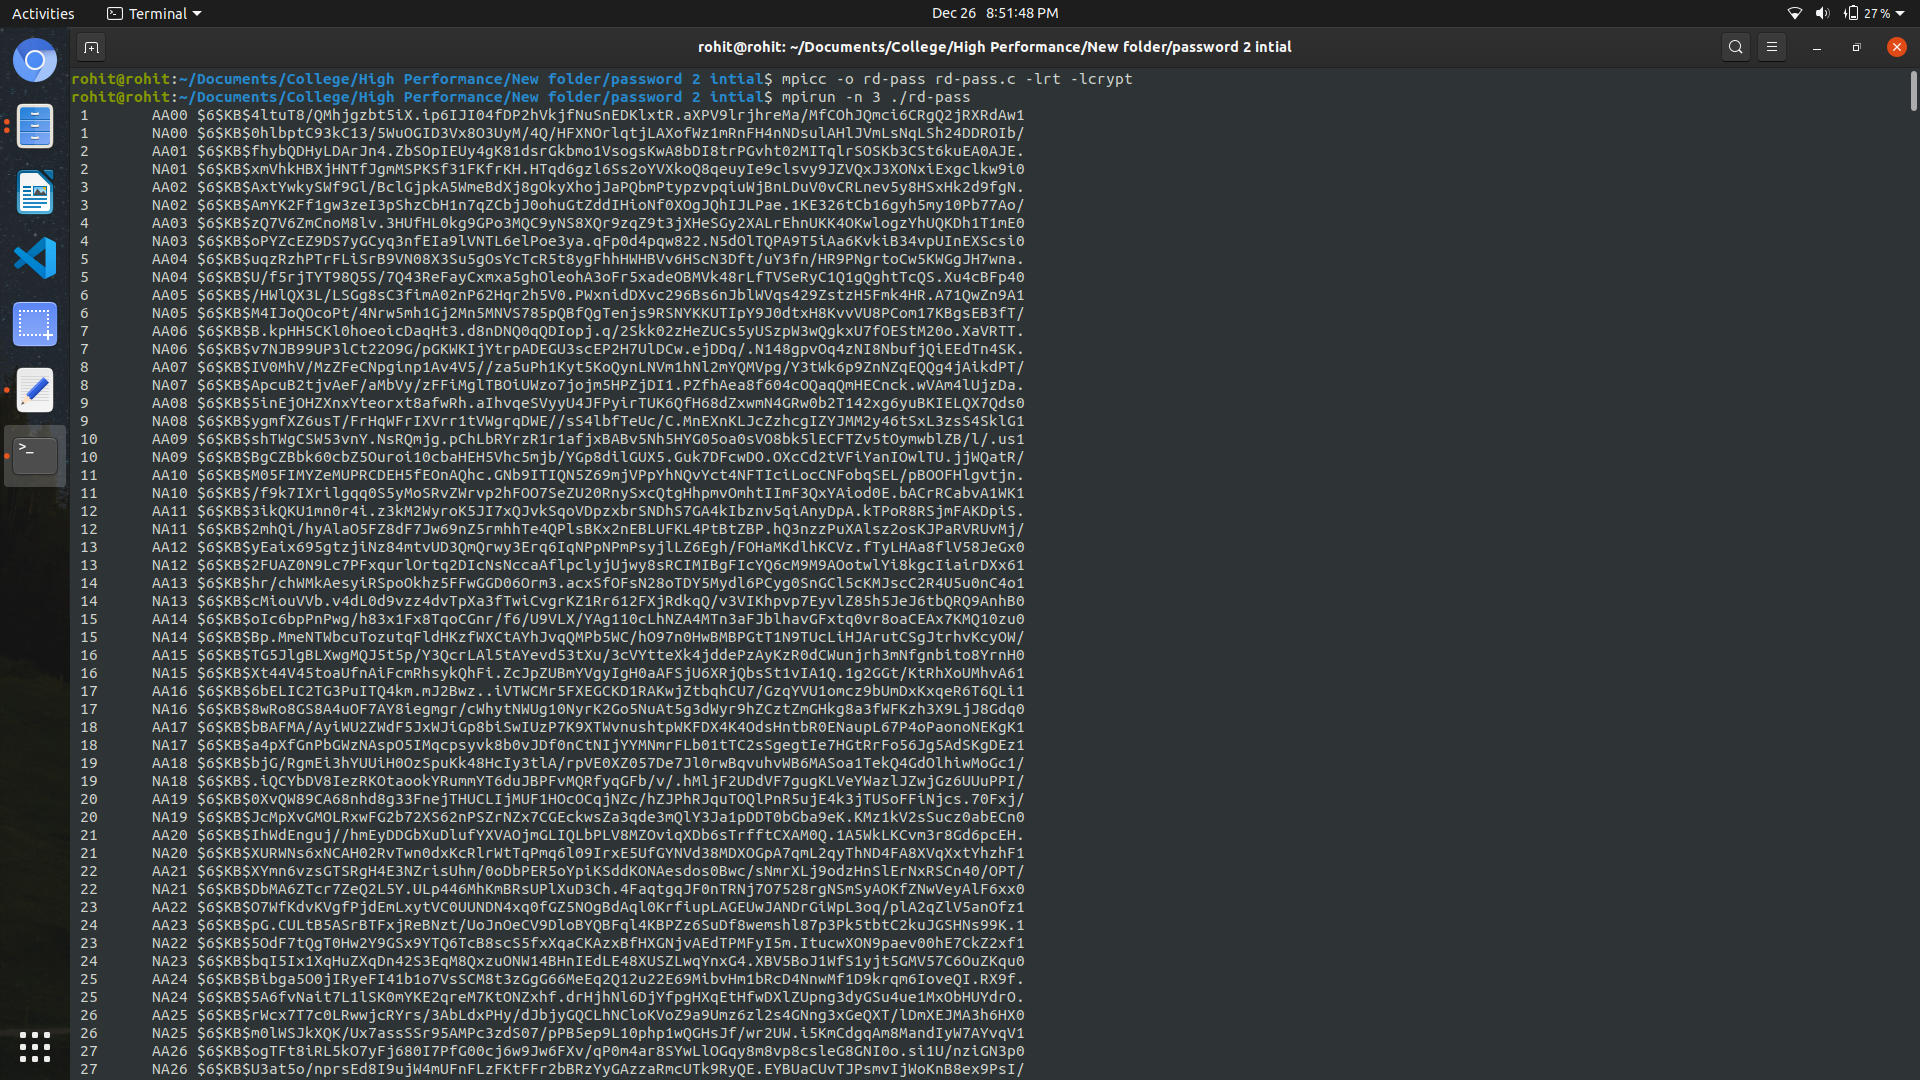 Activities Terminal Dec 26 8:51:48 PM 27 %
rohit@rohit: ~/Documents/College/High Performance/New folder/password 2 intial
rohit@rohit:~/Documents/College/High Performance/New folder/password 2 intial$ mpicc -o rd-pass rd-pass.c -lrt -lcrypt
rohit@rohit:~/Documents/College/High Performance/New folder/password 2 intial$ mpirun -n 3 ./rd-pass
1 AA00 $6$KB$4ltuT8/QMhjgzbt5iX.ip6IJI04fDP2hVkjfNuSnEDKlxtR.aXPV9lrjhreMa/MfCOhJQmci6CRgQ2jRXRdAw1
1 NA00 $6$KB$0hlbptC93kC13/5WuOGID3Vx8O3UyM/4Q/HFXNOrlqtjLAXofWz1mRnFH4nNDsulAHlJVmLsNqLSh24DDROIb/
2 AA01 $6$KB$fhybQDHyLDArJn4.ZbSOpIEUy4gK81dsrGkbmo1VsogsKwA8bDI8trPGvht02MITqlrSOSKb3CSt6kuEA0AJE.
2 NA01 $6$KB$xmVhkHBXjHNTfJgmMSPKSf31FKfrKH.HTqd6gzl6Ss2oYVXkoQ8qeuyIe9clsvy9JZVQxJ3XONxiExgclkw9i0
3 AA02 $6$KB$AxtYwkySWf9Gl/BclGjpkA5WmeBdXj8gOkyXhojJaPQbmPtypzvpqiuWjBnLDuV0vCRLnev5y8HSxHk2d9fgN.
3 NA02 $6$KB$AmYK2Ff1gw3zeI3pShzCbH1n7qZCbjJ0ohuGtZddIHioNf0XOgJQhIJLPae.1KE326tCb16gyh5my10Pb77Ao/
4 AA03 $6$KB$zQ7V6ZmCnoM8lv.3HUfHL0kg9GPo3MQC9yNS8XQr9zqZ9t3jXHeSGy2XALrEhnUKK4OKwlogzYhUQKDh1T1mE0
4 NA03 $6$KB$oPYZcEZ9DS7yGCyq3nfEIa9lVNTL6elPoe3ya.qFp0d4pqw822.N5dOlTQPA9T5iAa6KvkiB34vpUInEXScsi0
5 AA04 $6$KB$uqzRzhPTrFLiSrB9VN08X3Su5gOsYcTcR5t8ygFhhHWHBVv6HScN3Dft/uY3fn/HR9PNgrtoCw5KWGgJH7wna.
5 NA04 $6$KB$U/f5rjTYT98Q5S/7Q43ReFayCxmxa5ghOleohA3oFr5xadeOBMVk48rLfTVSeRyC1Q1gQghtTcQS.Xu4cBFp40
6 AA05 $6$KB$/HWlQX3L/LSGg8sC3fimA02nP62Hqr2h5V0.PWxnidDXvc296Bs6nJblWVqs429ZstzH5Fmk4HR.A71QwZn9A1
6 NA05 $6$KB$M4IJoQOcoPt/4Nrw5mh1Gj2Mn5MNVS785pQBfQgTenjs9RSNYKKUTIpY9J0dtxH8KvvVU8PCom17KBgsEB3fT/
7 AA06 $6$KB$B.kpHH5CKl0hoeoicDaqHt3.d8nDNQ0qQDIopj.q/2Skk02zHeZUCs5yUSzpW3wQgkxU7fOEStM20o.XaVRTT.
7 NA06 $6$KB$v7NJB99UP3lCt22O9G/pGKWKIjYtrpADEGU3scEP2H7UlDCw.ejDDq/.N148gpvOq4zNI8NbufjQiEEdTn4SK.
8 AA07 $6$KB$IV0MhV/MzZFeCNpginp1Av4V5//za5uPh1Kyt5KoQynLNVm1hNl2mYQMVpg/Y3tWk6p9ZnNZqEQQg4jAikdPT/
8 NA07 $6$KB$ApcuB2tjvAeF/aMbVy/zFFiMglTBOiUWzo7jojm5HPZjDI1.PZfhAea8f604cOQaqQmHECnck.wVAm4lUjzDa.
9 AA08 $6$KB$5inEjOHZXnxYteorxt8afwRh.aIhvqeSVyyU4JFPyirTUK6QfH68dZxwmN4GRw0b2T142xg6yuBKIELQX7Qds0
9 NA08 $6$KB$ygmfXZ6usT/FrHqWFrIXVrr1tVWgrqDWE//sS4lbfTeUc/C.MnEXnKLJcZzhcgIZYJMM2y46tSxL3zsS4SklG1
10 AA09 $6$KB$shTWgCSW53vnY.NsRQmjg.pChLbRYrzR1r1afjxBABv5Nh5HYG05oa0sVO8bk5lECFTZv5tOymwblZB/l/.us1
10 NA09 $6$KB$BgCZBbk60cbZ5Ouroi10cbaHEH5Vhc5mjb/YGp8dilGUX5.Guk7DFcwDO.OXcCd2tVFiYanIOwlTU.jjWQatR/
11 AA10 $6$KB$M05FIMYZeMUPRCDEH5fEOnAQhc.GNb9ITIQN5Z69mjVPpYhNQvYct4NFTIciLocCNFobqSEL/pBOOFHlgvtjn.
11 NA10 $6$KB$/f9k7IXrilgqq0S5yMoSRvZWrvp2hFOO7SeZU20RnySxcQtgHhpmvOmhtIImF3QxYAiod0E.bACrRCabvA1WK1
12 AA11 $6$KB$3ikQKU1mn0r4i.z3kM2WyroK5JI7xQJvkSqoVDpzxbrSNDhS7GA4kIbznv5qiAnyDpA.kTPoR8RSjmFAKDpiS.
12 NA11 $6$KB$2mhQi/hyAlaO5FZ8dF7Jw69nZ5rmhhTe4QPlsBKx2nEBLUFKL4PtBtZBP.hQ3nzzPuXAlsz2osKJPaRVRUvMj/
13 AA12 $6$KB$yEaix695gtzjiNz84mtvUD3QmQrwy3Erq6IqNPpNPmPsyjlLZ6Egh/FOHaMKdlhKCVz.fTyLHAa8flV58JeGx0
13 NA12 $6$KB$2FUAZ0N9Lc7PFxqurlOrtq2DIcNsNccaAflpclyjUjwy8sRCIMIBgFIcYQ6cM9M9AOotwlYi8kgcIiairDXx61
14 AA13 $6$KB$hr/chWMkAesyiRSpoOkhz5FFwGGD06Orm3.acxSfOFsN28oTDY5Mydl6PCyg0SnGCl5cKMJscC2R4U5u0nC4o1
14 NA13 $6$KB$cMiouVVb.v4dL0d9vzz4dvTpXa3fTwiCvgrKZ1Rr612FXjRdkqQ/v3VIKhpvp7EyvlZ85h5JeJ6tbQRQ9AnhB0
15 AA14 $6$KB$oIc6bpPnPwg/h83x1Fx8TqoCGnr/f6/U9VLX/YAg110cLhNZA4MTn3aFJblhavGFxtq0vr8oaCEAx7KMQ10zu0
15 NA14 $6$KB$Bp.MmeNTWbcuTozutqFldHKzfWXCtAYhJvqQMPb5WC/hO97n0HwBMBPGtT1N9TUcLiHJArutCSgJtrhvKcyOW/
16 AA15 $6$KB$TG5JlgBLXwgMQJ5t5p/Y3QcrLAl5tAYevd53tXu/3cVYtteXk4jddePzAyKzR0dCWunjrh3mNfgnbito8YrnH0
16 NA15 $6$KB$Xt44V45toaUfnAiFcmRhsykQhFi.ZcJpZUBmYVgyIgH0aAFSjU6XRjQbsSt1vIA1Q.1g2GGt/KtRhXoUMhvA61
17 AA16 $6$KB$6bELIC2TG3PuITQ4km.mJ2Bwz..iVTWCMr5FXEGCKD1RAKwjZtbqhCU7/GzqYVU1omcz9bUmDxKxqeR6T6QLi1
17 NA16 $6$KB$8wRo8GS8A4uOF7AY8iegmgr/cWhytNWUg10NyrK2Go5NuAt5g3dWyr9hZCztZmGHkg8a3fWFKzh3X9LjJ8Gdq0
18 AA17 $6$KB$bBAFMA/AyiWU2ZWdF5JxWJiGp8biSwIUzP7K9XTWvnushtpWKFDX4K4OdsHntbR0ENaupL67P4oPaonoNEKgK1
18 NA17 $6$KB$a4pXfGnPbGWzNAspO5IMqcpsyvk8b0vJDf0nCtNIjYYMNmrFLb01tTC2sSgegtIe7HGtRrFo56Jg5AdSKgDEz1
19 AA18 $6$KB$bjG/RgmEi3hYUUiH0OzSpuKk48HcIy3tlA/rpVE0XZ057De7Jl0rwBqvuhvWB6MASoa1TekQ4GdOlhiwMoGc1/
19 NA18 $6$KB$.iQCYbDV8IezRKOtaookYRummYT6duJBPFvMQRfyqGFb/v/.hMljF2UDdVF7gugKLVeYWazlJZwjGz6UUuPPI/
20 AA19 $6$KB$0XvQW89CA68nhd8g33FnejTHUCLIjMUF1HOcOCqjNZc/hZJPhRJquTOQlPnR5ujE4k3jTUSoFFiNjcs.70Fxj/
20 NA19 $6$KB$JcMpXvGMOLRxwFG2b72XS62nPSZrNZx7CGEckwsZa3qde3mQlY3Ja1pDDT0bGba9eK.KMz1kV2sSucz0abECn0
21 AA20 $6$KB$IhWdEnguj//hmEyDDGbXuDlufYXVAOjmGLIQLbPLV8MZOviqXDb6sTrfftCXAM0Q.1A5WkLKCvm3r8Gd6pcEH.
21 NA20 $6$KB$XURWNs6xNCAH02RvTwn0dxKcRlrWtTqPmq6l09IrxE5UfGYNVd38MDXOGpA7qmL2qyThND4FA8XVqXxtYhzhF1
22 AA21 $6$KB$XYmn6vzsGTSRgH4E3NZrisUhm/0oDbPER5oYpiKSddKONAesdos0Bwc/sNmrXLj9odzHnSlErNxRSCn40/OPT/
22 NA21 $6$KB$DbMA6ZTcr7ZeQ2L5Y.ULp446MhKmBRsUPlXuD3Ch.4FaqtgqJF0nTRNj7O7528rgNSmSyAOKfZNwVeyAlF6xx0
23 AA22 $6$KB$O7WfKdvKVgfPjdEmLxytVC0UUNDN4xq0fGZ5NOgBdAql0KrfiupLAGEUwJANDrGiWpL3oq/plA2qZlV5anOfz1
24 AA23 $6$KB$pG.CULtB5ASrBTFxjReBNzt/UoJnOeCV9DloBYQBFql4KBPZz6SuDf8wemshl87p3Pk5tbtC2kuJGSHNs99K.1
23 NA22 $6$KB$5OdF7tQgT0Hw2Y9GSx9YTQ6TcB8scS5fxXqaCKAzxBfHXGNjvAEdTPMFyI5m.ItucwXON9paev00hE7CkZ2xf1
24 NA23 $6$KB$bqI5Ix1XqHuZXqDn42S3EqM8QxzuONW14BHnIEdLE48XUSZLwqYnxG4.XBV5BoJ1WfS1yjt5GMV57C6OuZKqu0
25 AA24 $6$KB$Bibga5O0jIRyeFI41b1o7VsSCM8t3zGgG66MeEq2Q12u22E69MibvHm1bRcD4NnwMf1D9krqm6IoveQI.RX9f.
25 NA24 $6$KB$5A6fvNait7L1lSK0mYKE2qreM7KtONZxhf.drHjhNl6DjYfpgHXqEtHfwDXlZUpng3dyGSu4ue1MxObHUYdrO.
26 AA25 $6$KB$rWcx7T7c0LRwwjcRYrs/3AbLdxPHy/dJbjyGQCLhNCloKVoZ9a9Umz6zl2s4GNng3xGeQXT/lDmXEJMA3h6HX0
26 NA25 $6$KB$m0lWSJkXQK/Ux7assSSr95AMPc3zdS07/pPB5ep9L10php1wQGHsJf/wr2UW.i5KmCdgqAm8MandIyW7AYvqV1
27 AA26 $6$KB$ogTFt8iRL5kO7yFj680I7PfG00cj6w9Jw6FXv/qP0m4ar8SYwLlOGqy8m8vp8csleG8GNI0o.si1U/nziGN3p0
27 NA26 $6$KB$U3at5o/nprsEd8I9ujW4mUFnFLzFKtFFr2bBRzYyGAzzaRmcUTk9RyQE.EYBUaCUvTJPsmvIjWoKnB8ex9PsI/